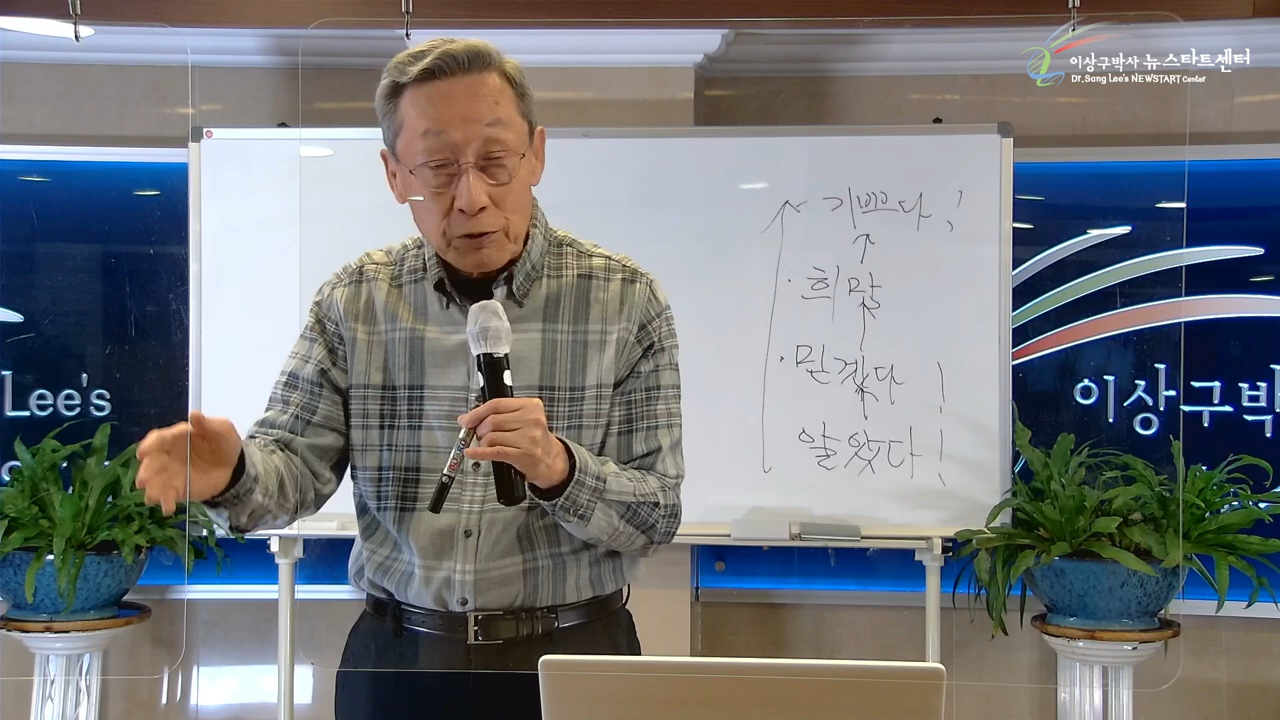 이상구박사 뉴스타트센터
Dr. Sang Lee's NEWSTART Center
기쁘다!
· 희망
· 믿겠다!
알았다!
Lee's
이상구박